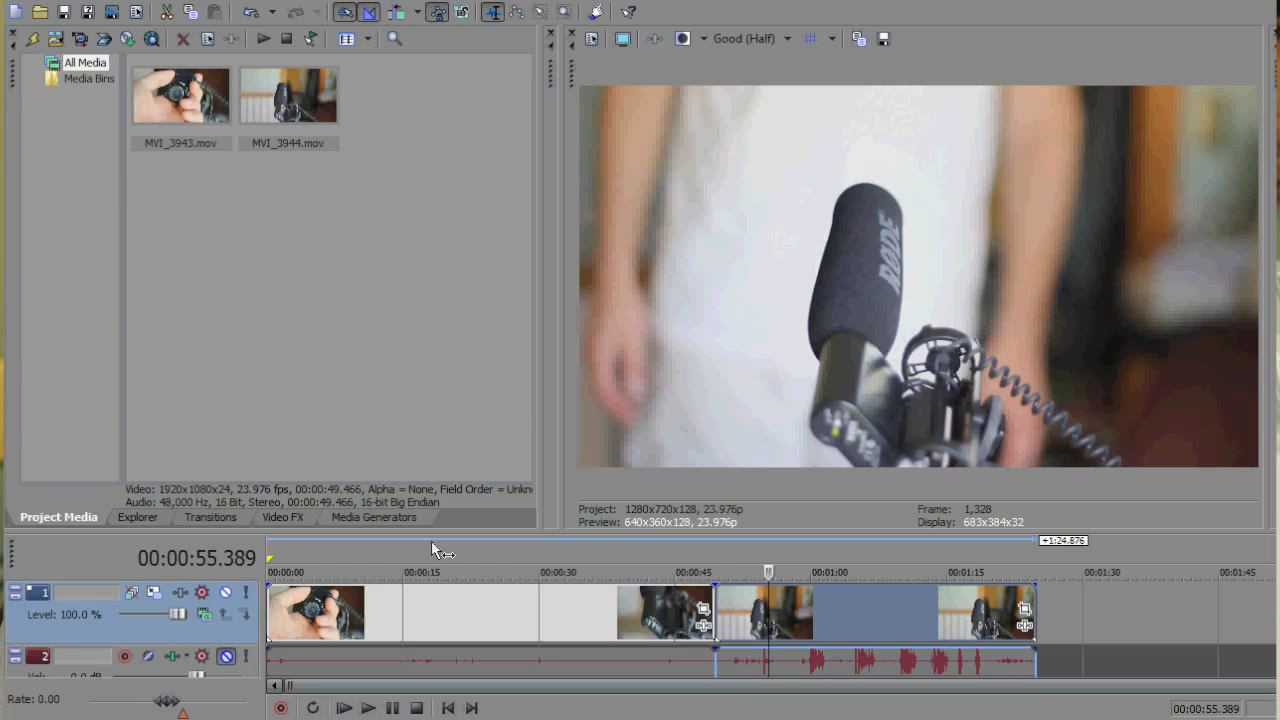 Good (Half)
All Media
Media Bins
MVI_3943.mov
MVI_3944.mov
RØDE
Video: 1920x1080x24, 23.976 fps, 00:00:49.466, Alpha = None, Field Order = Unkn
Audio: 48,000 Hz, 16 Bit, Stereo, 00:00:49.466, 16-bit Big Endian
Project Media
Explorer
Transitions
Video FX
Media Generators
Project: 1280x720x128, 23.976p
Frame: 1,328
Preview: 640x360x128, 23.976p
Display: 683x384x32
+1:24.876
00:00:55.389
00:00:00
00:00:15
00:00:30
00:00:45
00:01:00
00:01:15
00:01:30
00:01:45
1
Level: 100.0 %
2
Rate: 0.00
00:00:55.389